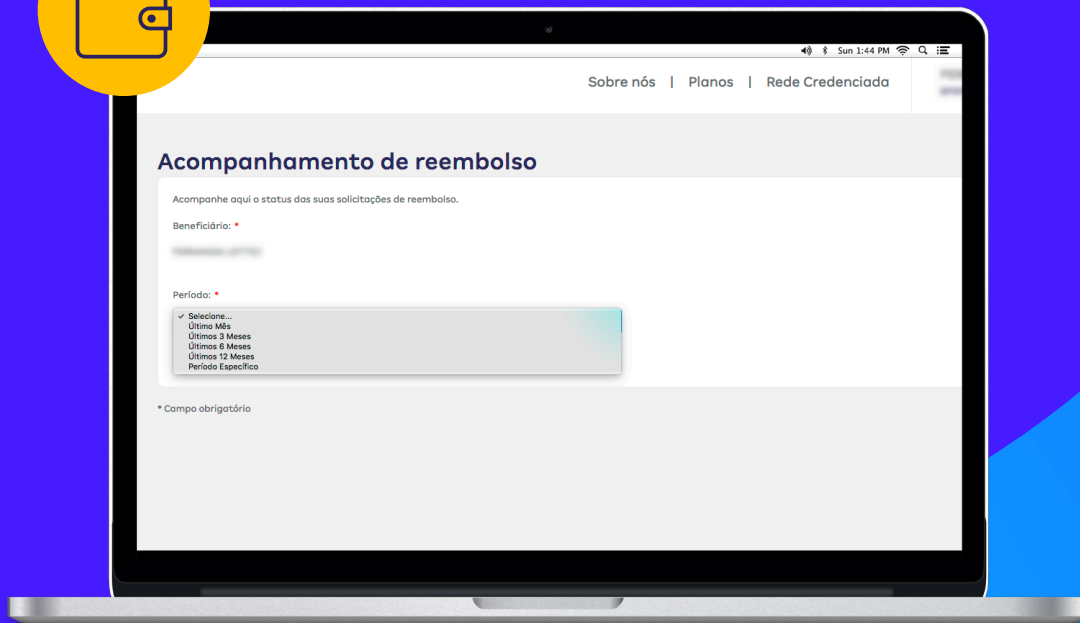 Sun 1:44 PM
Sobre nós | Planos | Rede Credenciada
Acompanhamento de reembolso
Acompanhe aqui o status das suas solicitações de reembolso.
Beneficiário: *
Período: *
✓ Selecione...
Último Mês
Últimos 3 Meses
Últimos 6 Meses
Últimos 12 Meses
Período Específico
* Campo obrigatório